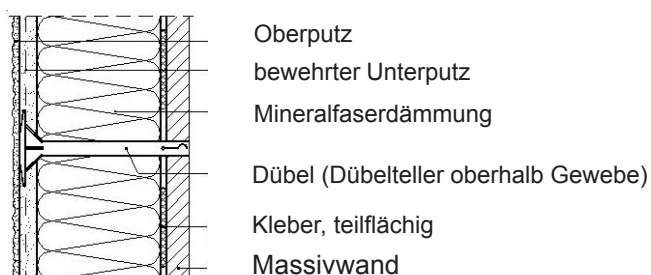 Oberputz
bewehrter Unterputz
Mineralfaserdämmung
Dübel (Dübelteller oberhalb Gewebe)
Kleber, teilflächig
Massivwand